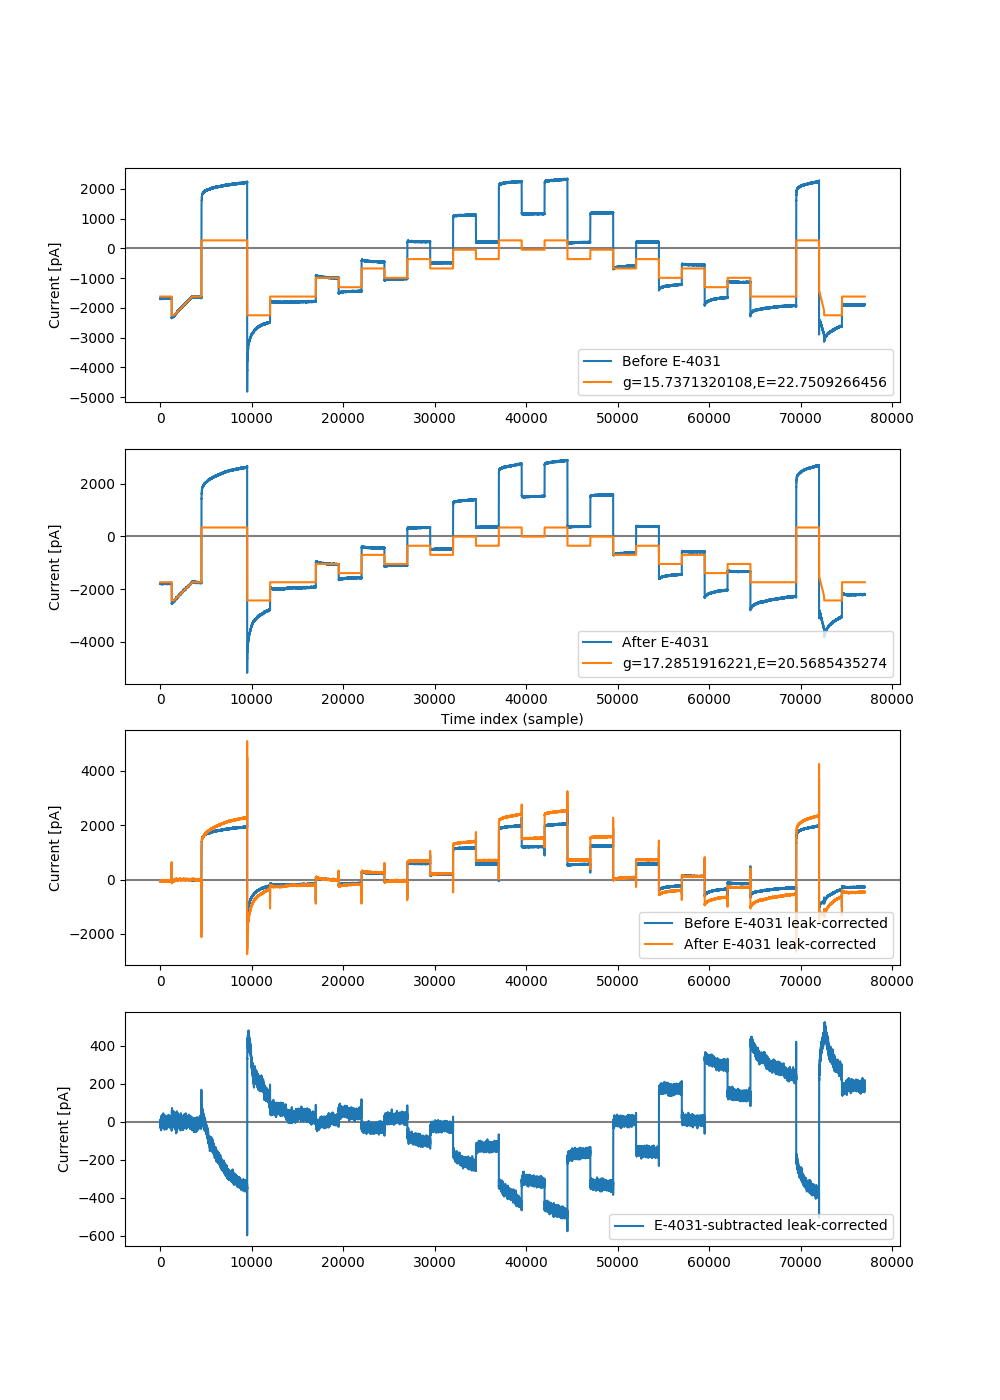 2000
1000
0
−1000
−2000
−3000
−4000
−5000
Current [pA]
Before E-4031
g=15.7371320108,E=22.7509266456
0 10000 20000 30000 40000 50000 60000 70000 80000
2000
0
−2000
−4000
Current [pA]
After E-4031
g=17.2851916221,E=20.5685435274
0 10000 20000 30000 40000 50000 60000 70000 80000
Time index (sample)
4000
2000
0
−2000
Current [pA]
Before E-4031 leak-corrected
After E-4031 leak-corrected
0 10000 20000 30000 40000 50000 60000 70000 80000
400
200
0
−200
−400
−600
Current [pA]
E-4031-subtracted leak-corrected
0 10000 20000 30000 40000 50000 60000 70000 80000